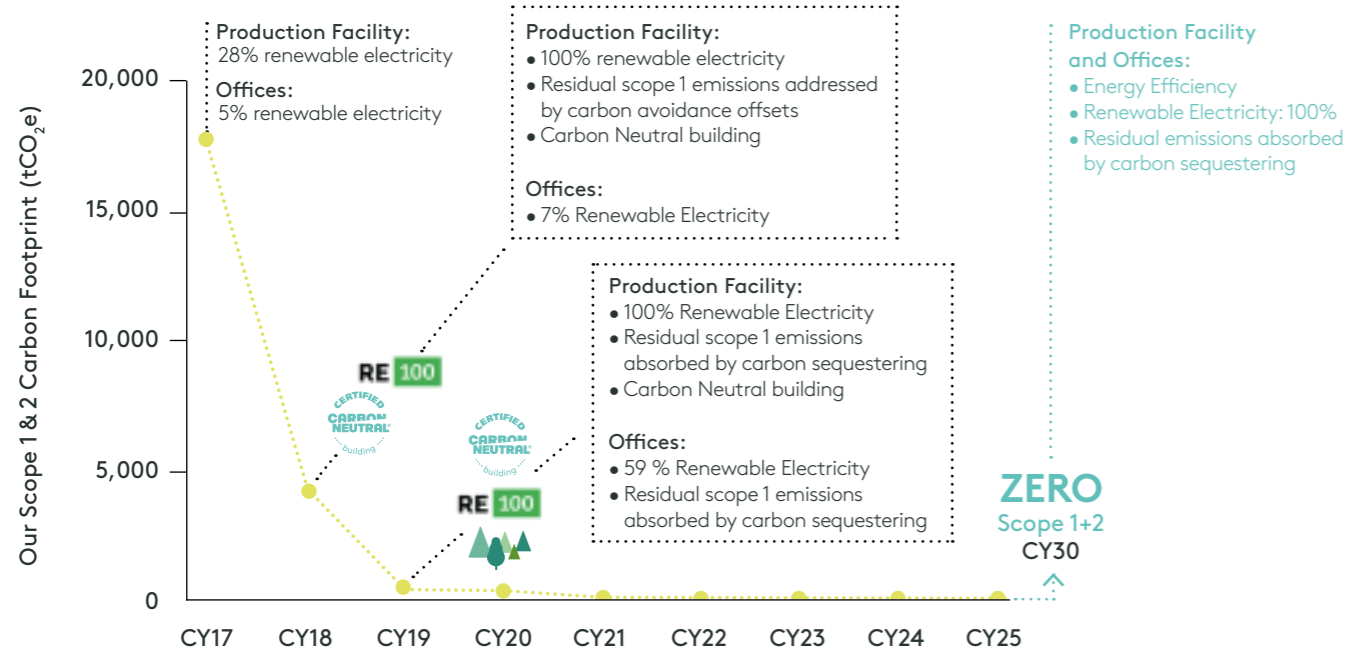 Our Scope 1 & 2 Carbon Footprint (tCO₂e)
20,000
15,000
10,000
5,000
0
Production Facility:
28% renewable electricity
Offices:
5% renewable electricity
Production Facility:
• 100% renewable electricity
• Residual scope 1 emissions addressed
by carbon avoidance offsets
• Carbon Neutral building
Offices:
• 7% Renewable Electricity
Production Facility
and Offices:
• Energy Efficiency
• Renewable Electricity: 100%
• Residual emissions absorbed
by carbon sequestering
Production Facility:
• 100% Renewable Electricity
• Residual scope 1 emissions
absorbed by carbon sequestering
• Carbon Neutral building
Offices:
• 59 % Renewable Electricity
• Residual scope 1 emissions
absorbed by carbon sequestering
RE 100
CERTIFIED
CARBON
NEUTRAL
building
CERTIFIED
CARBON
NEUTRAL
building
RE 100
ZERO
Scope 1+2
CY30
CY17 CY18 CY19 CY20 CY21 CY22 CY23 CY24 CY25